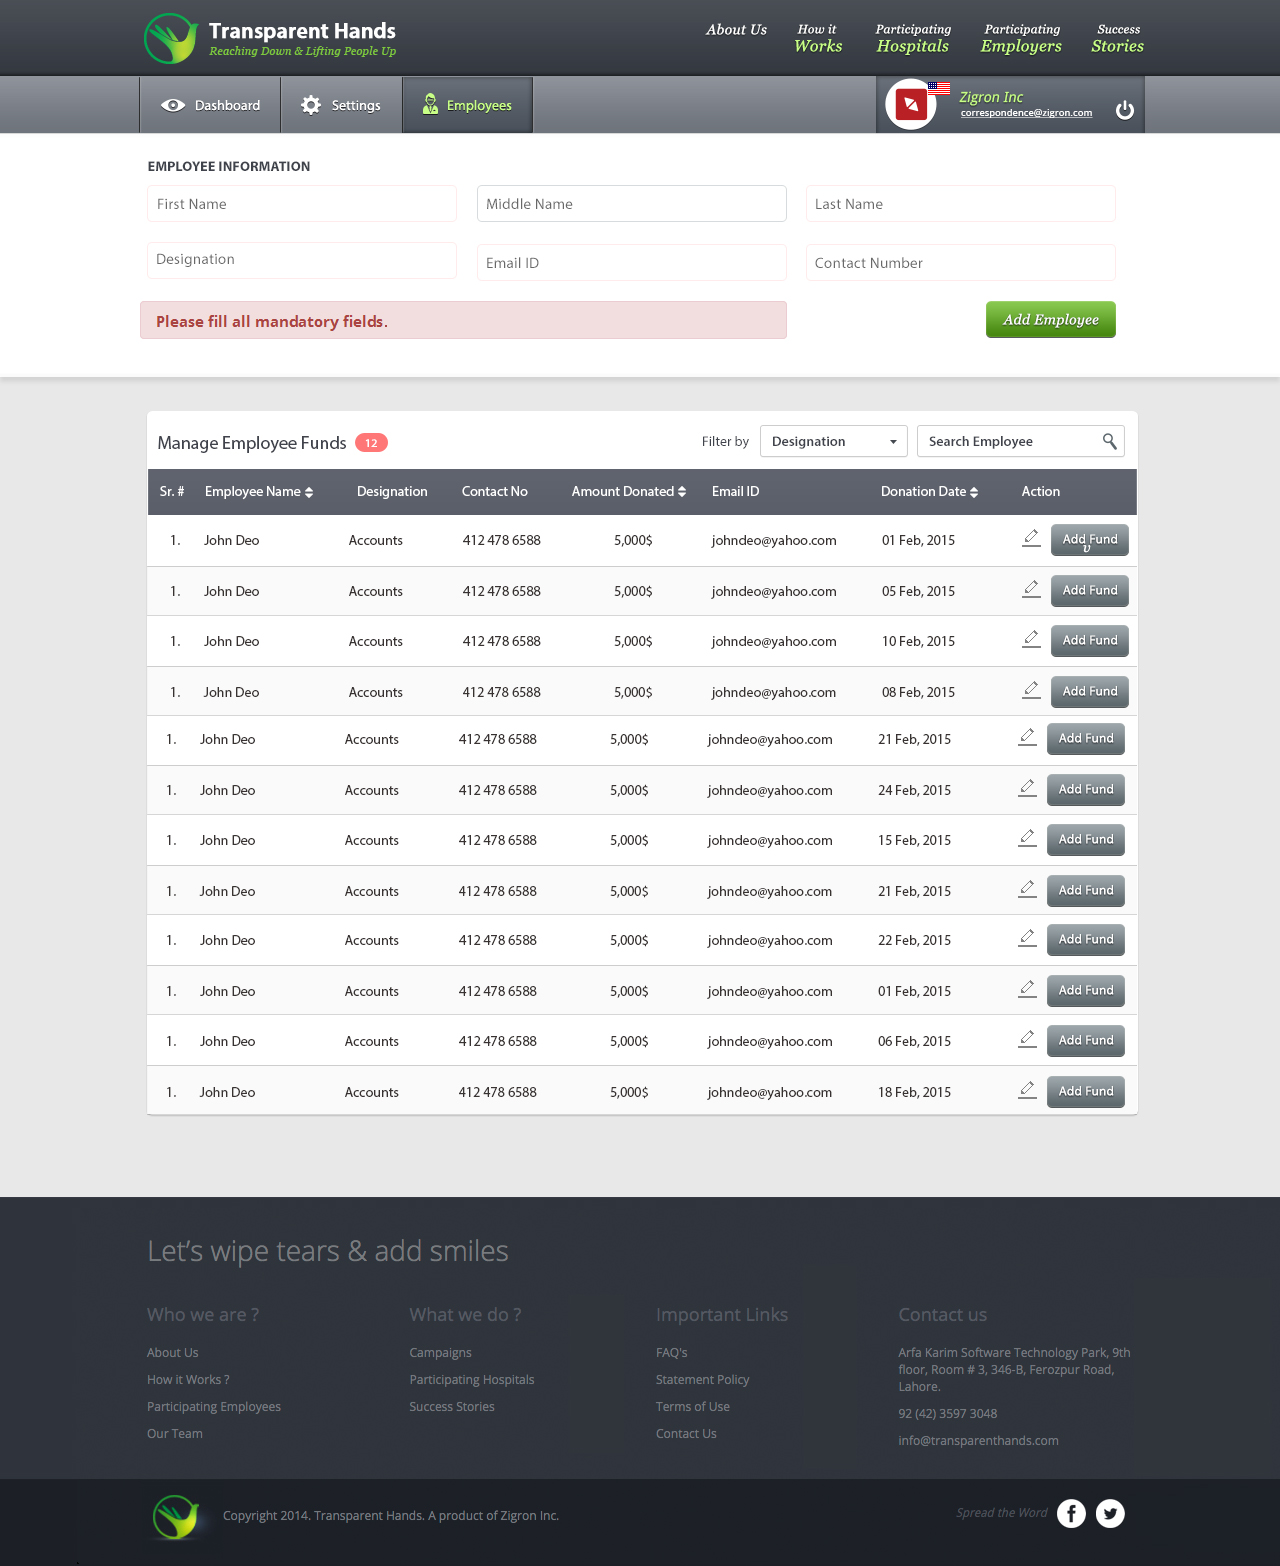 Transparent Hands
Reaching Down & Lifting People Up
About Us
How it
Works
Participating
Hospitals
Participating
Employers
Success
Stories
Dashboard
Settings
Employees
Zigron Inc
correspondence@zigron.com
EMPLOYEE INFORMATION
First Name
Middle Name
Last Name
Designation
Email ID
Contact Number
Please fill all mandatory fields.
Add Employee
Manage Employee Funds 12
Filter by
Designation
Search Employee
Sr. # Employee Name Designation Contact No Amount Donated Email ID Donation Date Action
1. John Deo Accounts 412 478 6588 5,000$ johndeo@yahoo.com 01 Feb, 2015 Add Fund
v
1. John Deo Accounts 412 478 6588 5,000$ johndeo@yahoo.com 05 Feb, 2015 Add Fund
1. John Deo Accounts 412 478 6588 5,000$ johndeo@yahoo.com 10 Feb, 2015 Add Fund
1. John Deo Accounts 412 478 6588 5,000$ johndeo@yahoo.com 08 Feb, 2015 Add Fund
1. John Deo Accounts 412 478 6588 5,000$ johndeo@yahoo.com 21 Feb, 2015 Add Fund
1. John Deo Accounts 412 478 6588 5,000$ johndeo@yahoo.com 24 Feb, 2015 Add Fund
1. John Deo Accounts 412 478 6588 5,000$ johndeo@yahoo.com 15 Feb, 2015 Add Fund
1. John Deo Accounts 412 478 6588 5,000$ johndeo@yahoo.com 21 Feb, 2015 Add Fund
1. John Deo Accounts 412 478 6588 5,000$ johndeo@yahoo.com 22 Feb, 2015 Add Fund
1. John Deo Accounts 412 478 6588 5,000$ johndeo@yahoo.com 01 Feb, 2015 Add Fund
1. John Deo Accounts 412 478 6588 5,000$ johndeo@yahoo.com 06 Feb, 2015 Add Fund
1. John Deo Accounts 412 478 6588 5,000$ johndeo@yahoo.com 18 Feb, 2015 Add Fund
Let's wipe tears & add smiles
Who we are ?
About Us
How it Works ?
Participating Employees
Our Team
What we do ?
Campaigns
Participating Hospitals
Success Stories
Important Links
FAQ's
Statement Policy
Terms of Use
Contact Us
Contact us
Arfa Karim Software Technology Park, 9th
floor, Room # 3, 346-B, Ferozpur Road,
Lahore.
92 (42) 3597 3048
info@transparenthands.com
Copyright 2014. Transparent Hands. A product of Zigron Inc.
Spread the Word